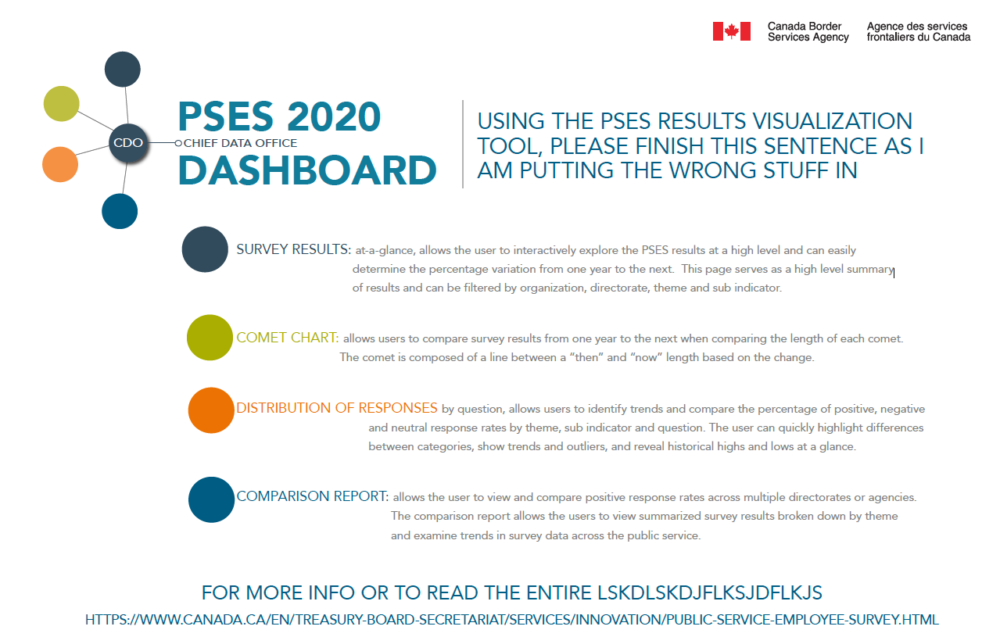 Canada Border
Services Agency
Agence des services
frontaliers du Canada
CDO
PSES 2020
CHIEF DATA OFFICE
DASHBOARD
USING THE PSES RESULTS VISUALIZATION
TOOL, PLEASE FINISH THIS SENTENCE AS I
AM PUTTING THE WRONG STUFF IN
SURVEY RESULTS: at-a-glance, allows the user to interactively explore the PSES results at a high level and can easily
determine the percentage variation from one year to the next.  This page serves as a high level summary
of results and can be filtered by organization, directorate, theme and sub indicator.
COMET CHART: allows users to compare survey results from one year to the next when comparing the length of each comet.
The comet is composed of a line between a “then” and “now” length based on the change.
DISTRIBUTION OF RESPONSES by question, allows users to identify trends and compare the percentage of positive, negative
and neutral response rates by theme, sub indicator and question. The user can quickly highlight differences
between categories, show trends and outliers, and reveal historical highs and lows at a glance.
COMPARISON REPORT: allows the user to view and compare positive response rates across multiple directorates or agencies.
The comparison report allows the users to view summarized survey results broken down by theme
and examine trends in survey data across the public service.
FOR MORE INFO OR TO READ THE ENTIRE LSKDLSKDJFLKSJDFLKJS
HTTPS://WWW.CANADA.CA/EN/TREASURY-BOARD-SECRETARIAT/SERVICES/INNOVATION/PUBLIC-SERVICE-EMPLOYEE-SURVEY.HTML